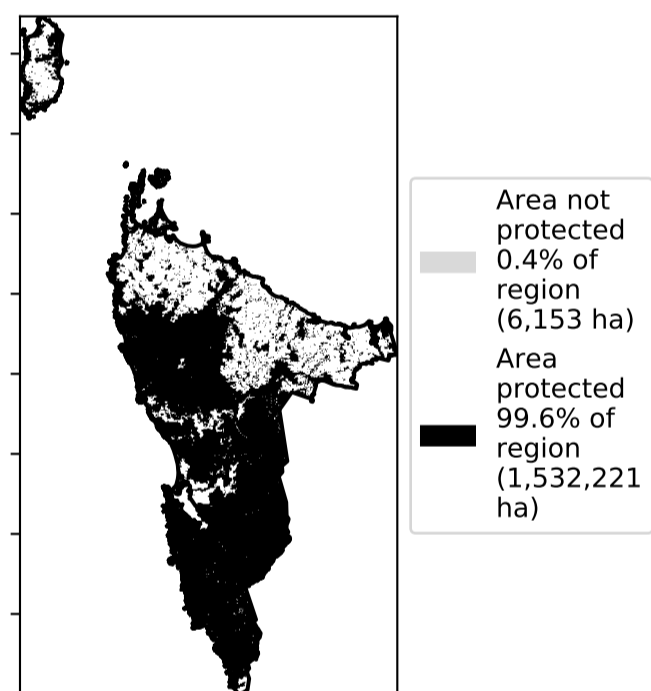 Area not
protected
0.4% of
region
(6,153 ha)
Area
protected
99.6% of
region
(1,532,221
ha)